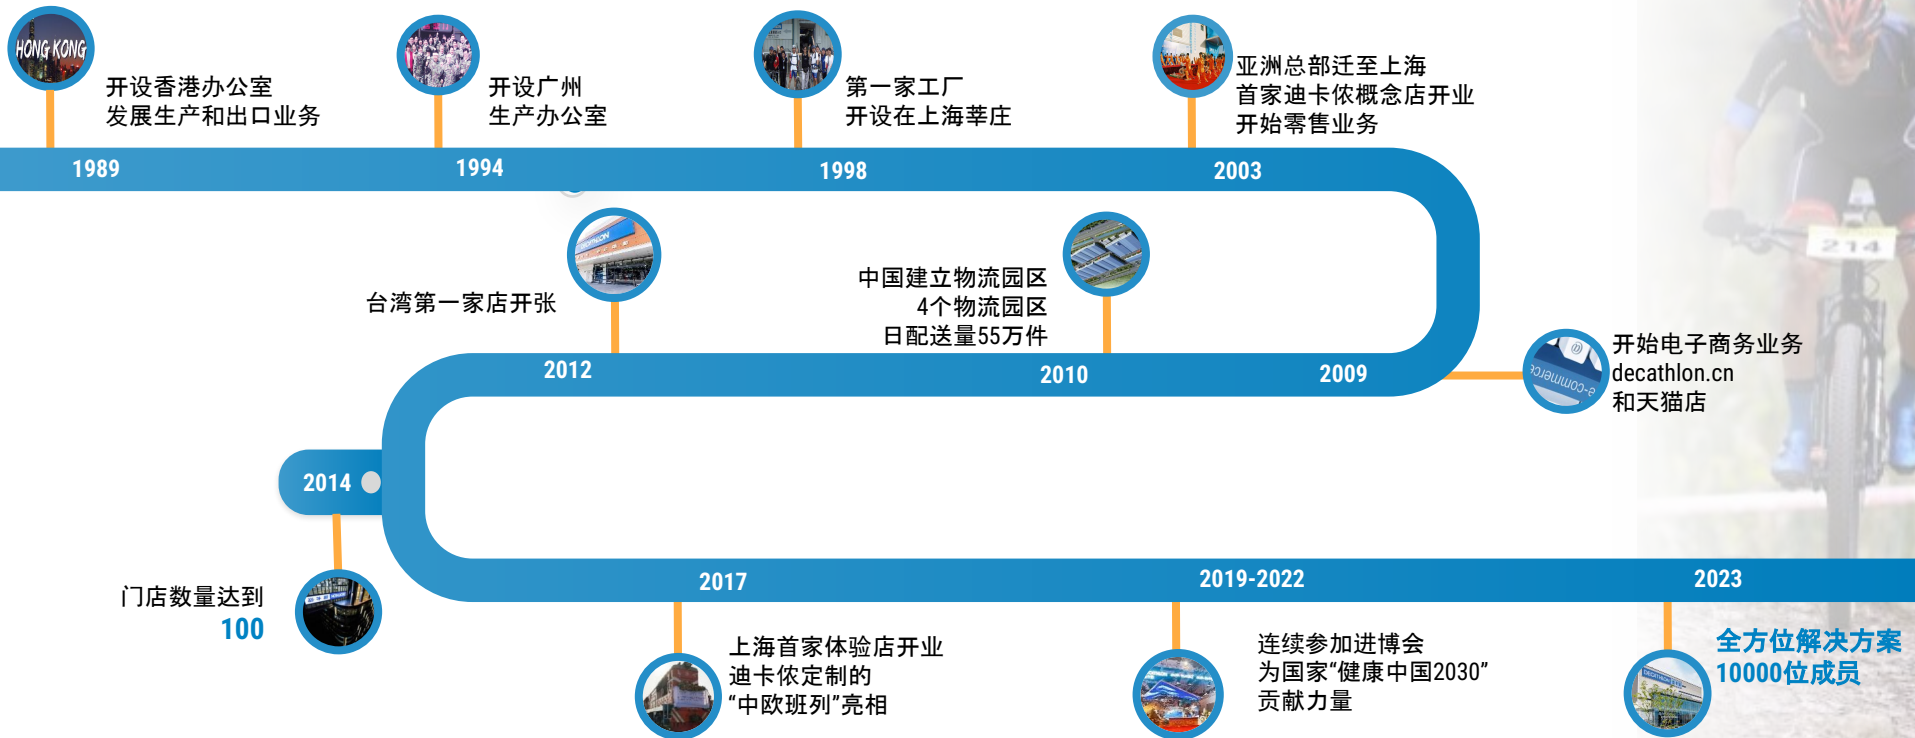 HONG KONG
开设香港办公室
发展生产和出口业务
1989
开设广州
生产办公室
1994
第一家工厂
开设在上海莘庄
1998
亚洲总部迁至上海
首家迪卡侬概念店开业
开始零售业务
2003
开始电子商务业务
decathlon.cn
和天猫店
e-commerce
2009
中国建立物流园区
4个物流园区
日配送量55万件
2010
台湾第一家店开张
DECATHLON
2012
2014
门店数量达到
100
2017
上海首家体验店开业
迪卡侬定制的
“中欧班列”亮相
2019-2022
连续参加进博会
为国家“健康中国2030”
贡献力量
2023
全方位解决方案
10000位成员
DECATHLON
214